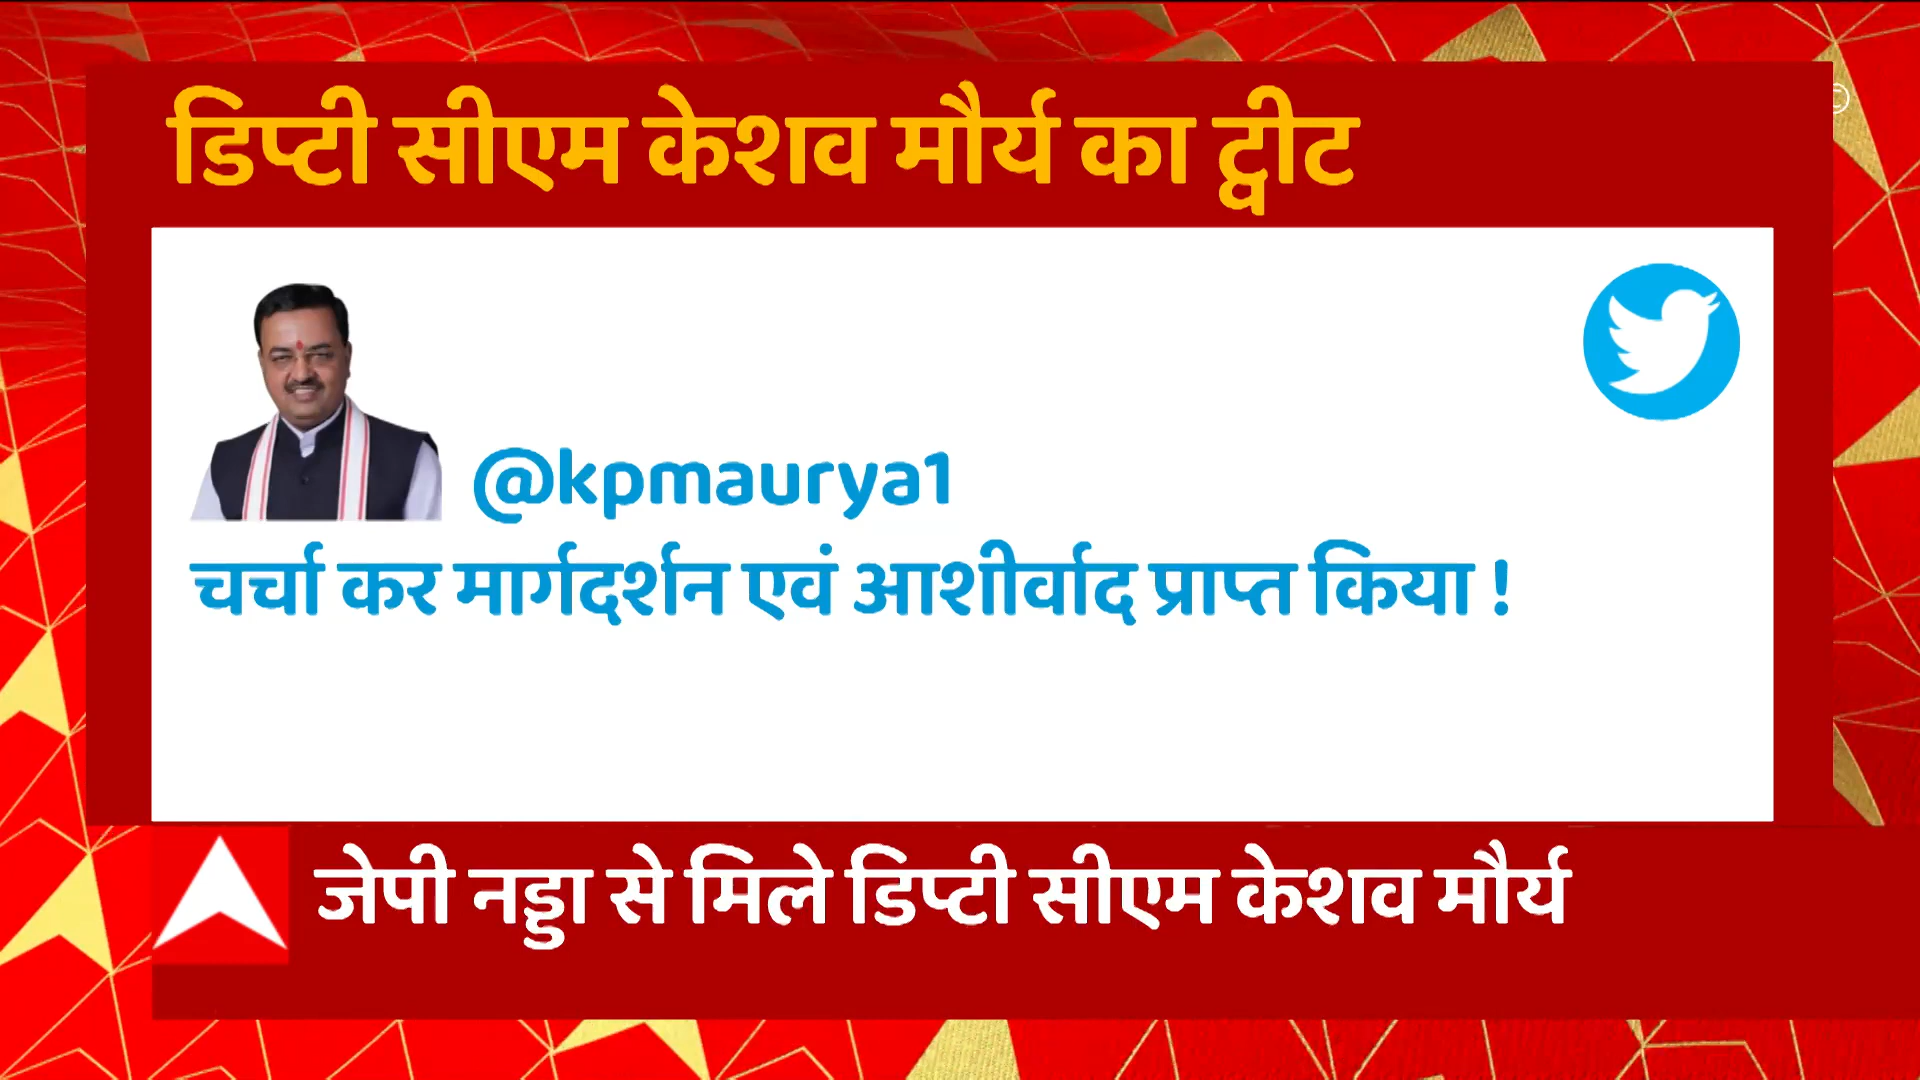 डिप्टी सीएम केशव मौर्य का ट्वीट
@kpmaurya1
चर्चा कर मार्गदर्शन एवं आशीर्वाद प्राप्त किया !
जेपी नड्डा से मिले डिप्टी सीएम केशव मौर्य